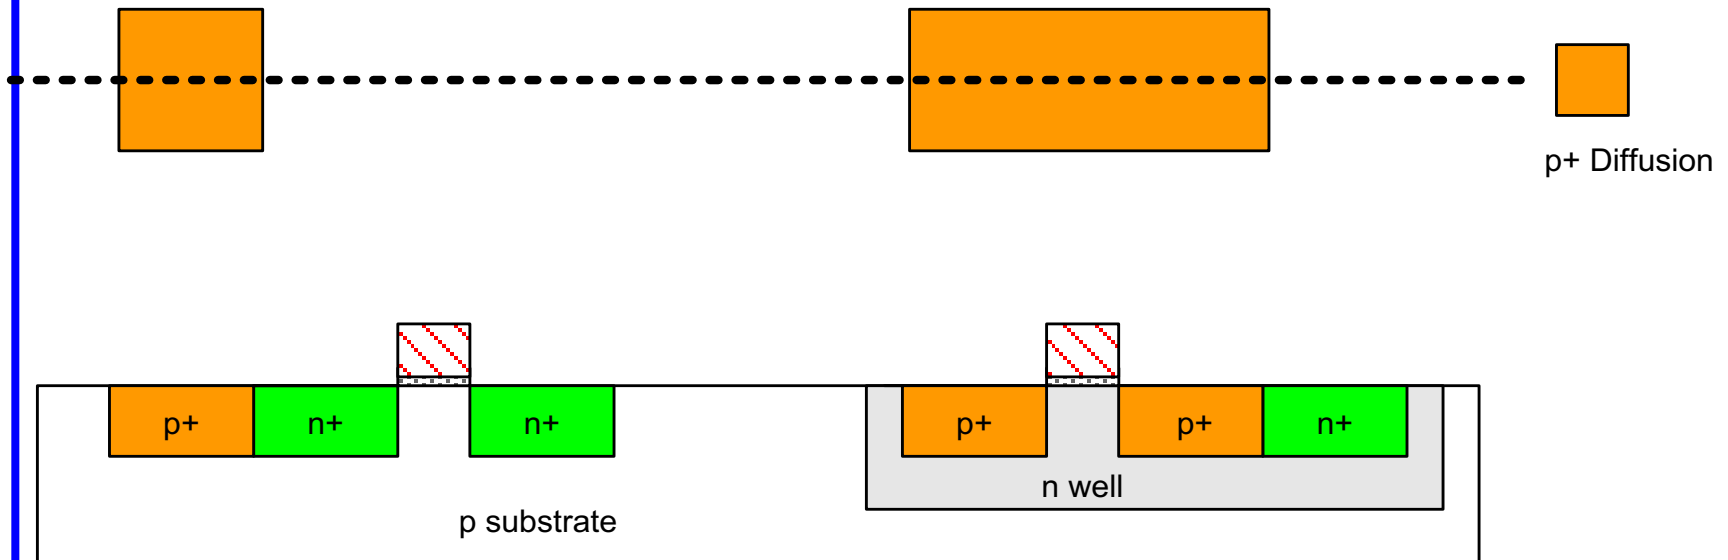 p+ Diffusion
p+ n+ n+ p+ p+ n+
n well
p substrate